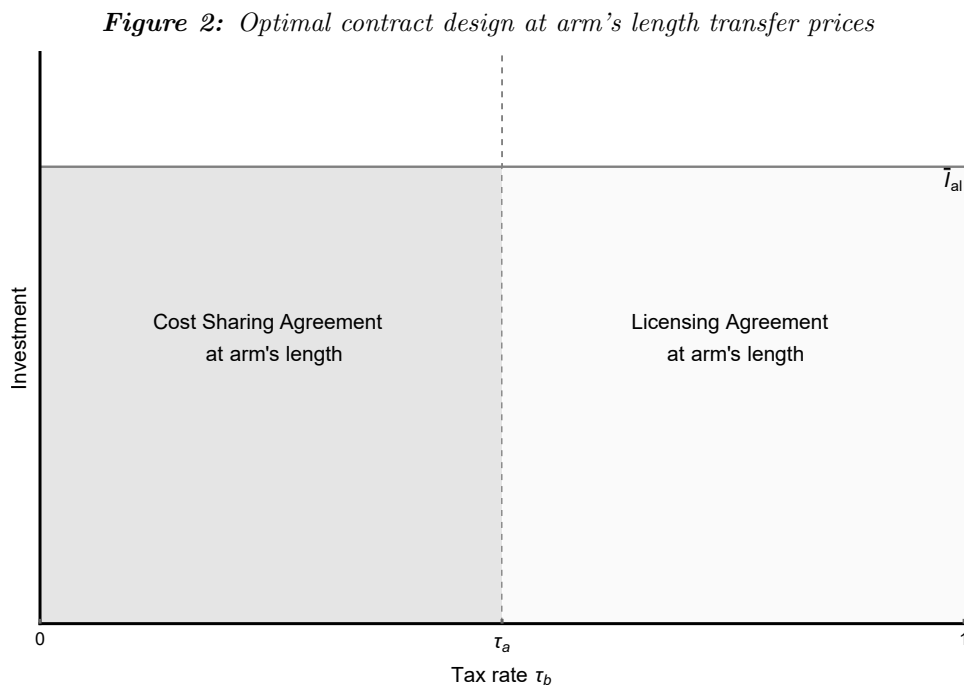 Figure 2: Optimal contract design at arm's length transfer prices
Ī_al
Cost Sharing Agreement
at arm's length
Licensing Agreement
at arm's length
Investment
0
τ_a
1
Tax rate τ_b